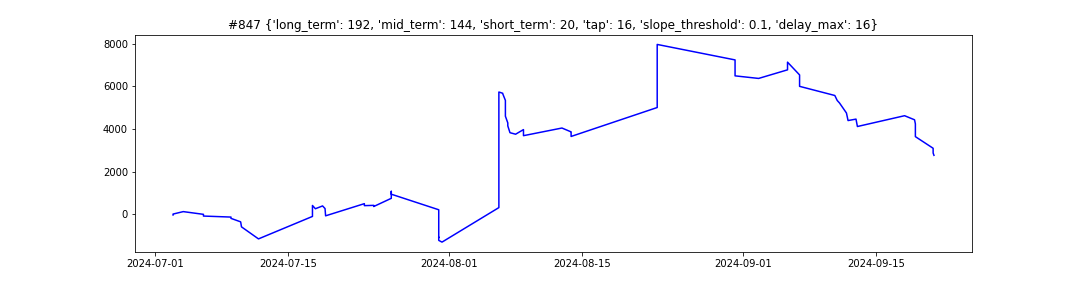 #847 {'long_term': 192, 'mid_term': 144, 'short_term': 20, 'tap': 16, 'slope_threshold': 0.1, 'delay_max': 16}
8000
6000
4000
2000
0
2024-07-01 2024-07-15 2024-08-01 2024-08-15 2024-09-01 2024-09-15